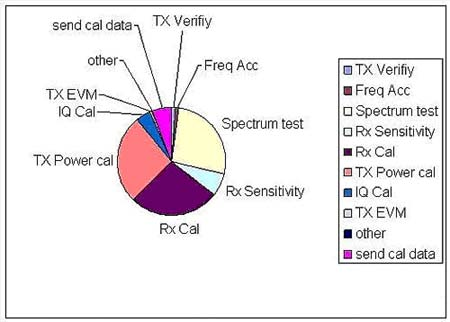 send cal data
TX Verifiy
other
Freq Acc
TX EVM
IQ Cal
Spectrum test
TX Power cal
Rx Sensitivity
Rx Cal
TX Verifiy
Freq Acc
Spectrum test
Rx Sensitivity
Rx Cal
TX Power cal
IQ Cal
TX EVM
other
send cal data